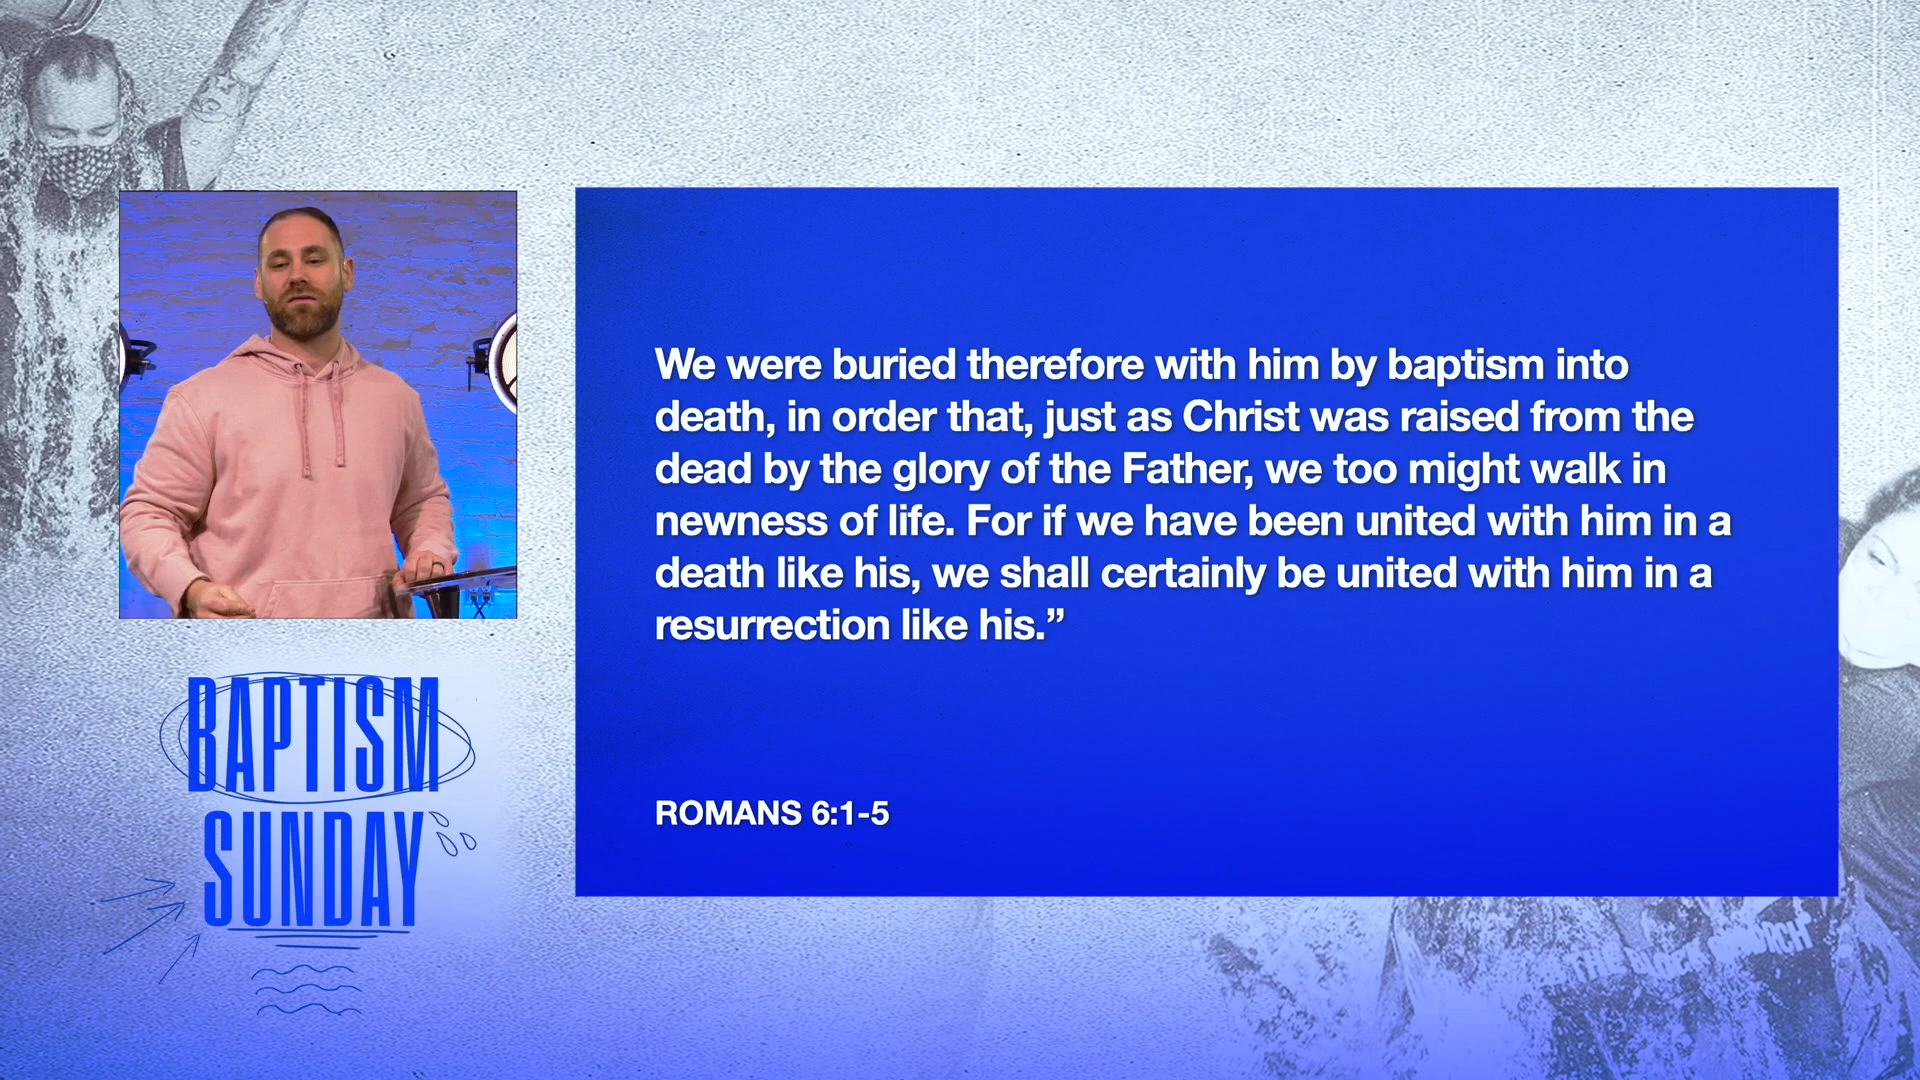 We were buried therefore with him by baptism into
death, in order that, just as Christ was raised from the
dead by the glory of the Father, we too might walk in
newness of life. For if we have been united with him in a
death like his, we shall certainly be united with him in a
resurrection like his.”
ROMANS 6:1-5
BAPTISM
SUNDAY
THE BLOCK CHURCH